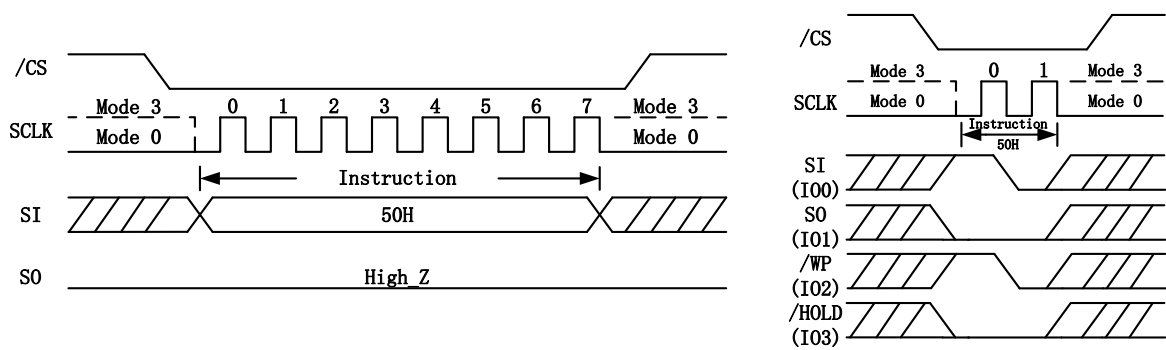 /CS
0 1 2 3 4 5 6 7
Mode 3 Mode 3
SCLK
Mode 0 Mode 0
Instruction
SI 50H
SO High_Z
/CS
Mode 3 0 1 Mode 3
SCLK Mode 0 Mode 0
Instruction
50H
SI
(IO0)
SO
(IO1)
/WP
(IO2)
/HOLD
(IO3)